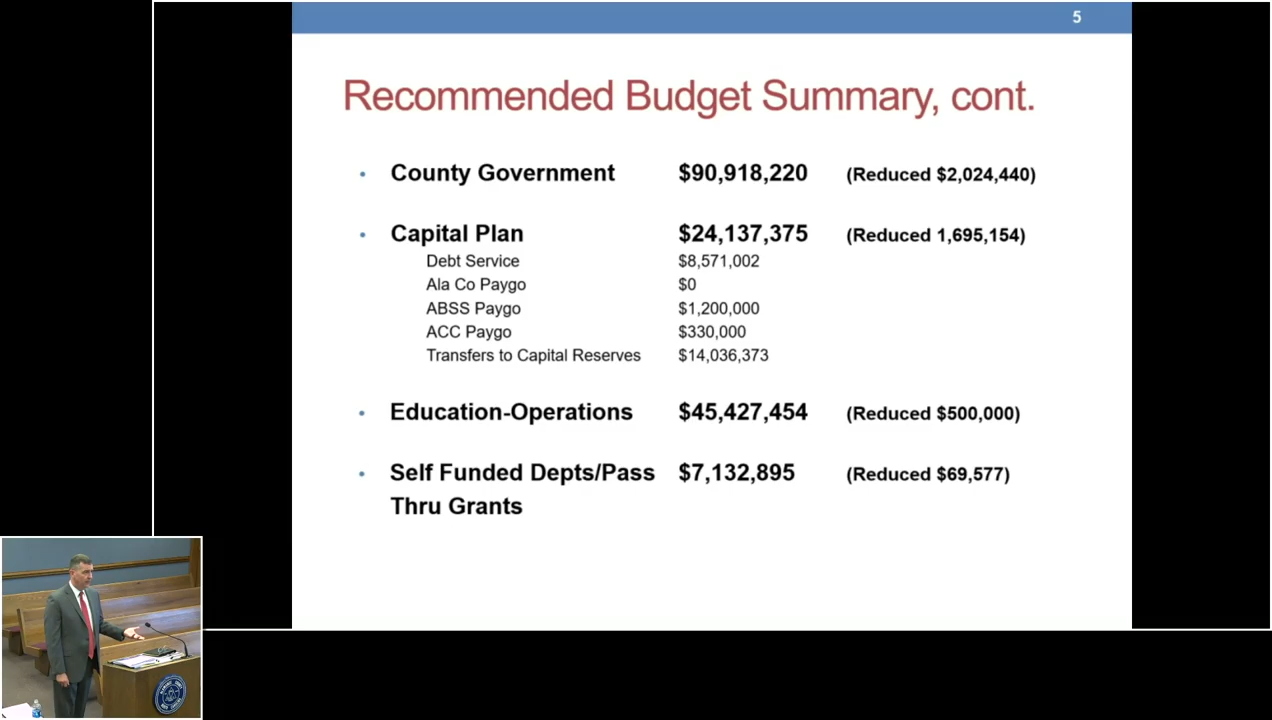 5
Recommended Budget Summary, cont.
• County Government $90,918,220 (Reduced $2,024,440)
• Capital Plan $24,137,375 (Reduced 1,695,154)
Debt Service $8,571,002
Ala Co Paygo $0
ABSS Paygo $1,200,000
ACC Paygo $330,000
Transfers to Capital Reserves $14,036,373
• Education-Operations $45,427,454 (Reduced $500,000)
• Self Funded Depts/Pass $7,132,895 (Reduced $69,577)
Thru Grants